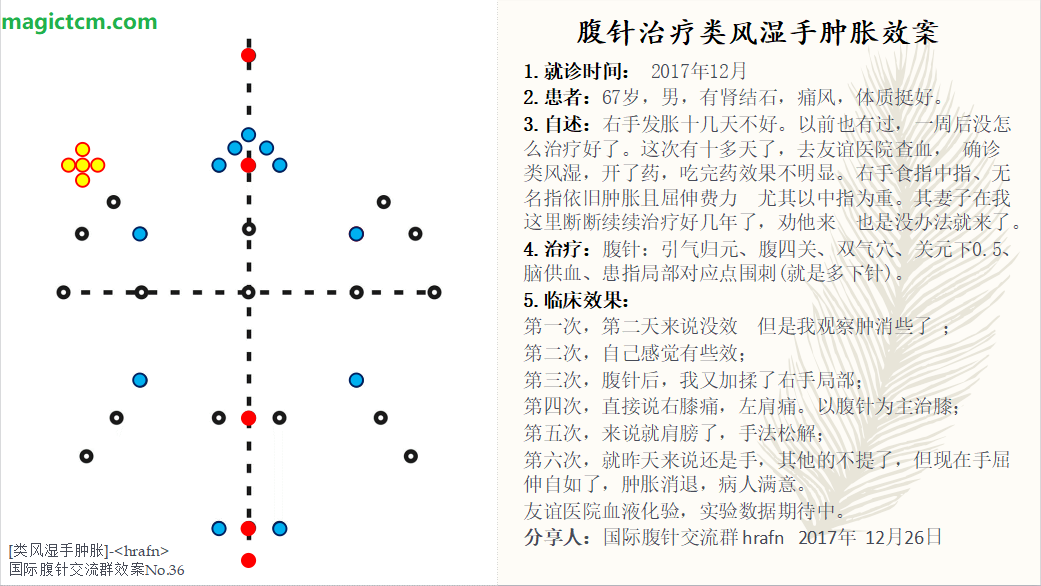 magictcm.com
[类风湿手肿胀]-<hrafn>
国际腹针交流群效案No.36
腹针治疗类风湿手肿胀效案
1. 就诊时间： 2017年12月
2. 患者：67岁，男，有肾结石，痛风，体质挺好。
3. 自述：右手发胀十几天不好。以前也有过，一周后没怎
么治疗好了。这次有十多天了，去友谊医院查血， 确诊
类风湿，开了药，吃完药效果不明显。右手食指中指、无
名指依旧肿胀且屈伸费力 尤其以中指为重。其妻子在我
这里断断续续治疗好几年了，劝他来 也是没办法就来了。
4. 治疗：腹针：引气归元、腹四关、双气穴、关元下0.5、
脑供血、患指局部对应点围刺(就是多下针)。
5. 临床效果：
第一次，第二天来说没效 但是我观察肿消些了 ；
第二次，自己感觉有些效；
第三次，腹针后，我又加揉了右手局部；
第四次，直接说右膝痛，左肩痛。以腹针为主治膝；
第五次，来说就肩膀了，手法松解；
第六次，就昨天来说还是手，其他的不提了，但现在手屈
伸自如了，肿胀消退，病人满意。
友谊医院血液化验，实验数据期待中。
分享人：国际腹针交流群 hrafn 2017年 12月26日